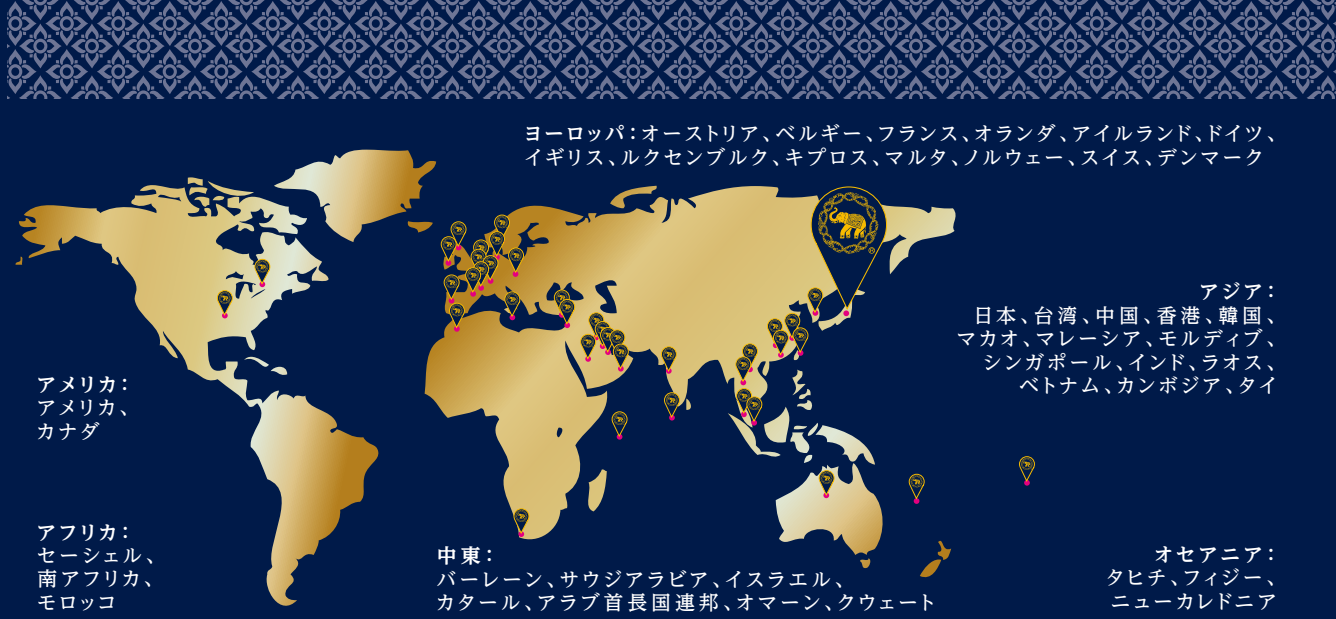 ヨーロッパ：オーストリア、ベルギー、フランス、オランダ、アイルランド、ドイツ、
イギリス、ルクセンブルク、キプロス、マルタ、ノルウェー、スイス、デンマーク
アジア：
日本、台湾、中国、香港、韓国、
マカオ、マレーシア、モルディブ、
シンガポール、インド、ラオス、
ベトナム、カンボジア、タイ
アメリカ：
アメリカ、
カナダ
アフリカ：
セーシェル、
南アフリカ、
モロッコ
中東：
バーレーン、サウジアラビア、イスラエル、
カタール、アラブ首長国連邦、オマーン、クウェート
オセアニア：
タヒチ、フィジー、
ニューカレドニア